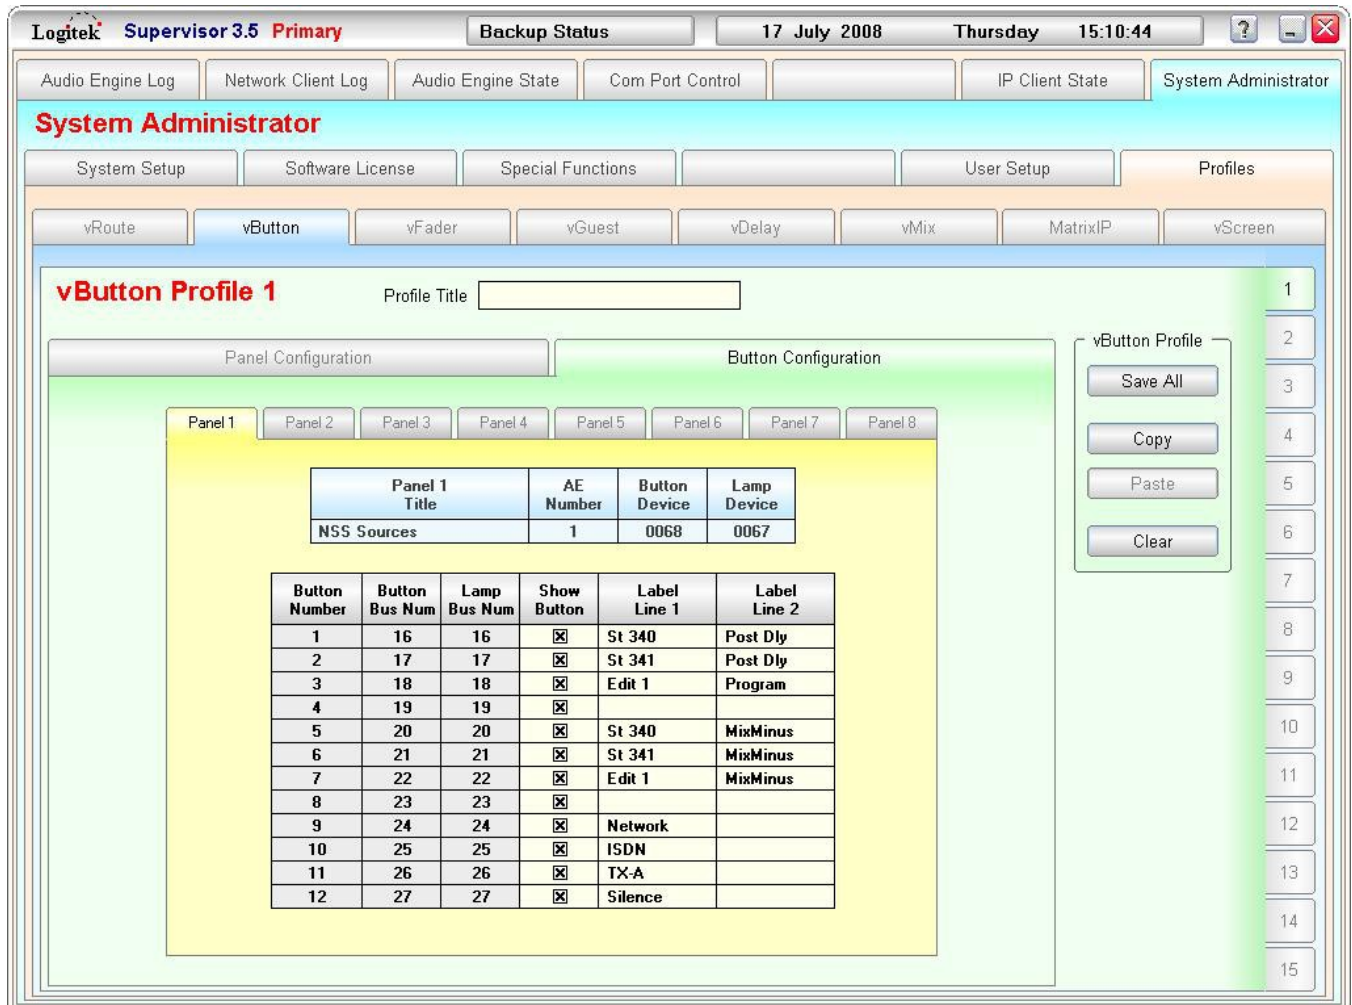 Logitek Supervisor 3.5 Primary Backup Status 17 July 2008 Thursday 15:10:44 ?
Audio Engine Log Network Client Log Audio Engine State Com Port Control IP Client State System Administrator
System Administrator
System Setup Software License Special Functions User Setup Profiles
vRoute vButton vFader vGuest vDelay vMix MatrixIP vScreen
vButton Profile 1 Profile Title
Panel Configuration Button Configuration
Panel 1 Panel 2 Panel 3 Panel 4 Panel 5 Panel 6 Panel 7 Panel 8
Panel 1 AE Button Lamp
Title Number Device Device
NSS Sources 1 0068 0067
Button Button Lamp Show Label Label
Number Bus Num Bus Num Button Line 1 Line 2
1 16 16 St 340 Post Dly
2 17 17 St 341 Post Dly
3 18 18 Edit 1 Program
4 19 19
5 20 20 St 340 MixMinus
6 21 21 St 341 MixMinus
7 22 22 Edit 1 MixMinus
8 23 23
9 24 24 Network
10 25 25 ISDN
11 26 26 TX-A
12 27 27 Silence
vButton Profile
Save All
Copy
Paste
Clear
1
2
3
4
5
6
7
8
9
10
11
12
13
14
15